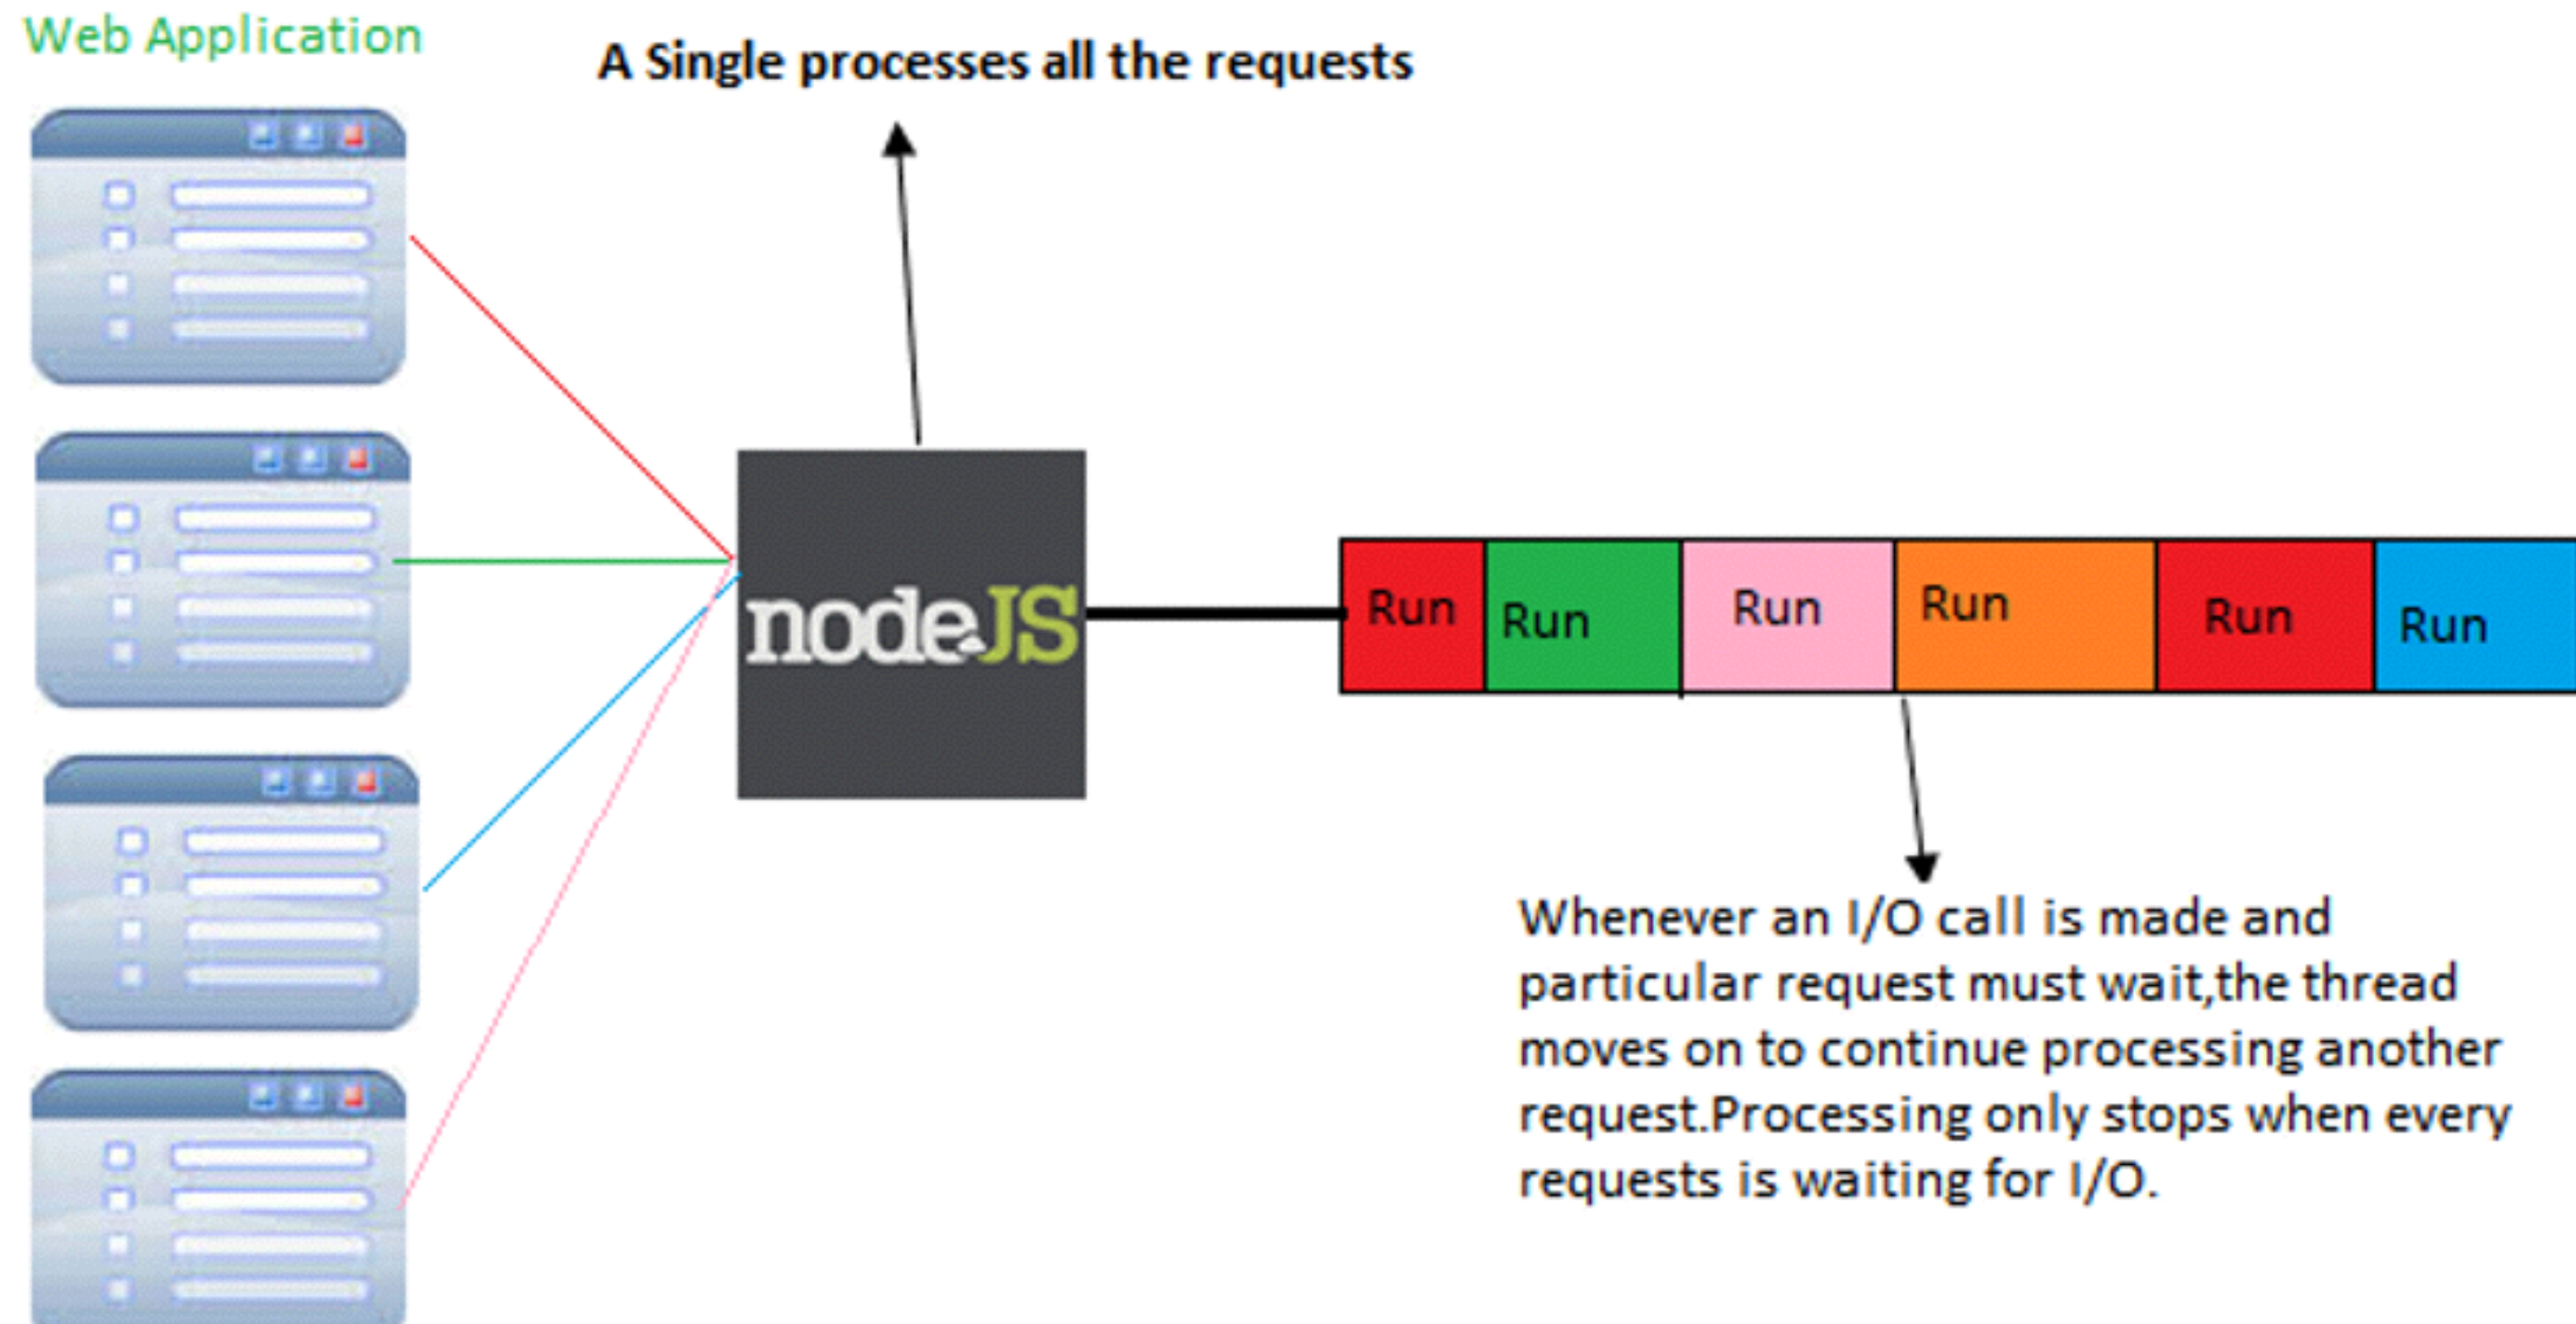 Web Application
A Single processes all the requests
nodeJS
Run
Run
Run
Run
Run
Run
Whenever an I/O call is made and
particular request must wait,the thread
moves on to continue processing another
request.Processing only stops when every
requests is waiting for I/O.